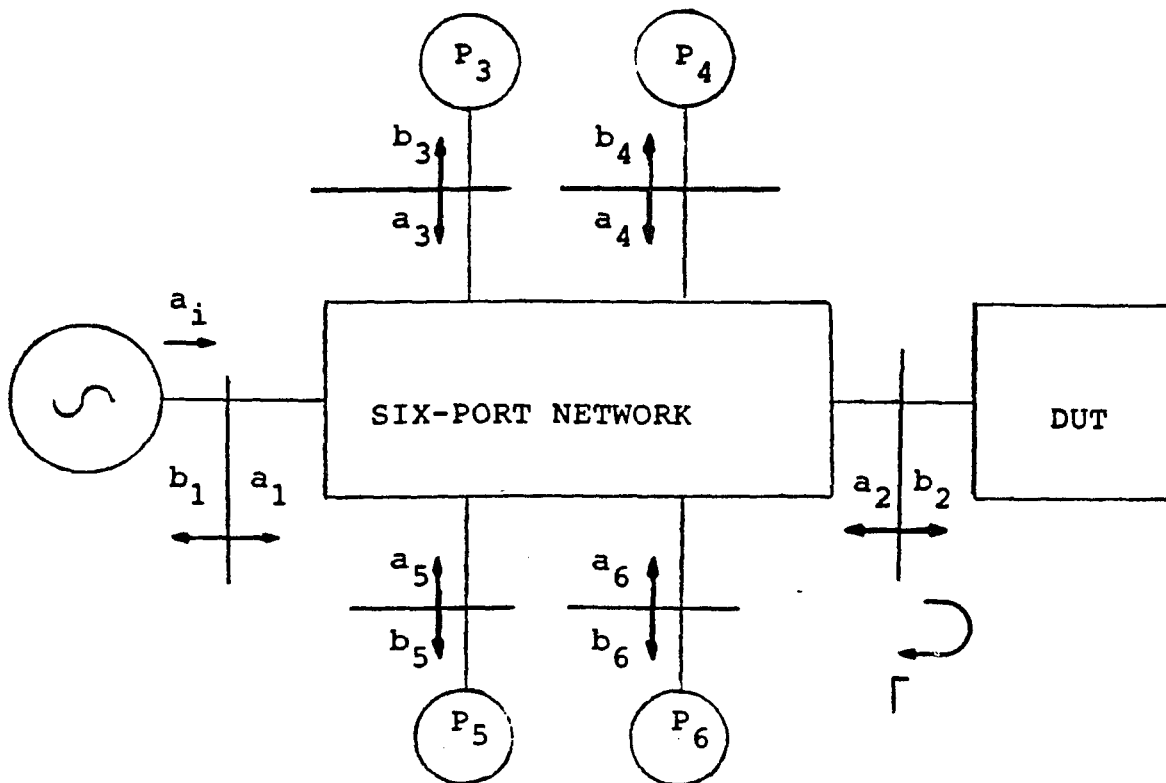 P3
P4
b3
b4
a3
a4
ai
SIX-PORT NETWORK
DUT
b1
a1
a2
b2
a5
a6
b5
b6
Γ
P5
P6